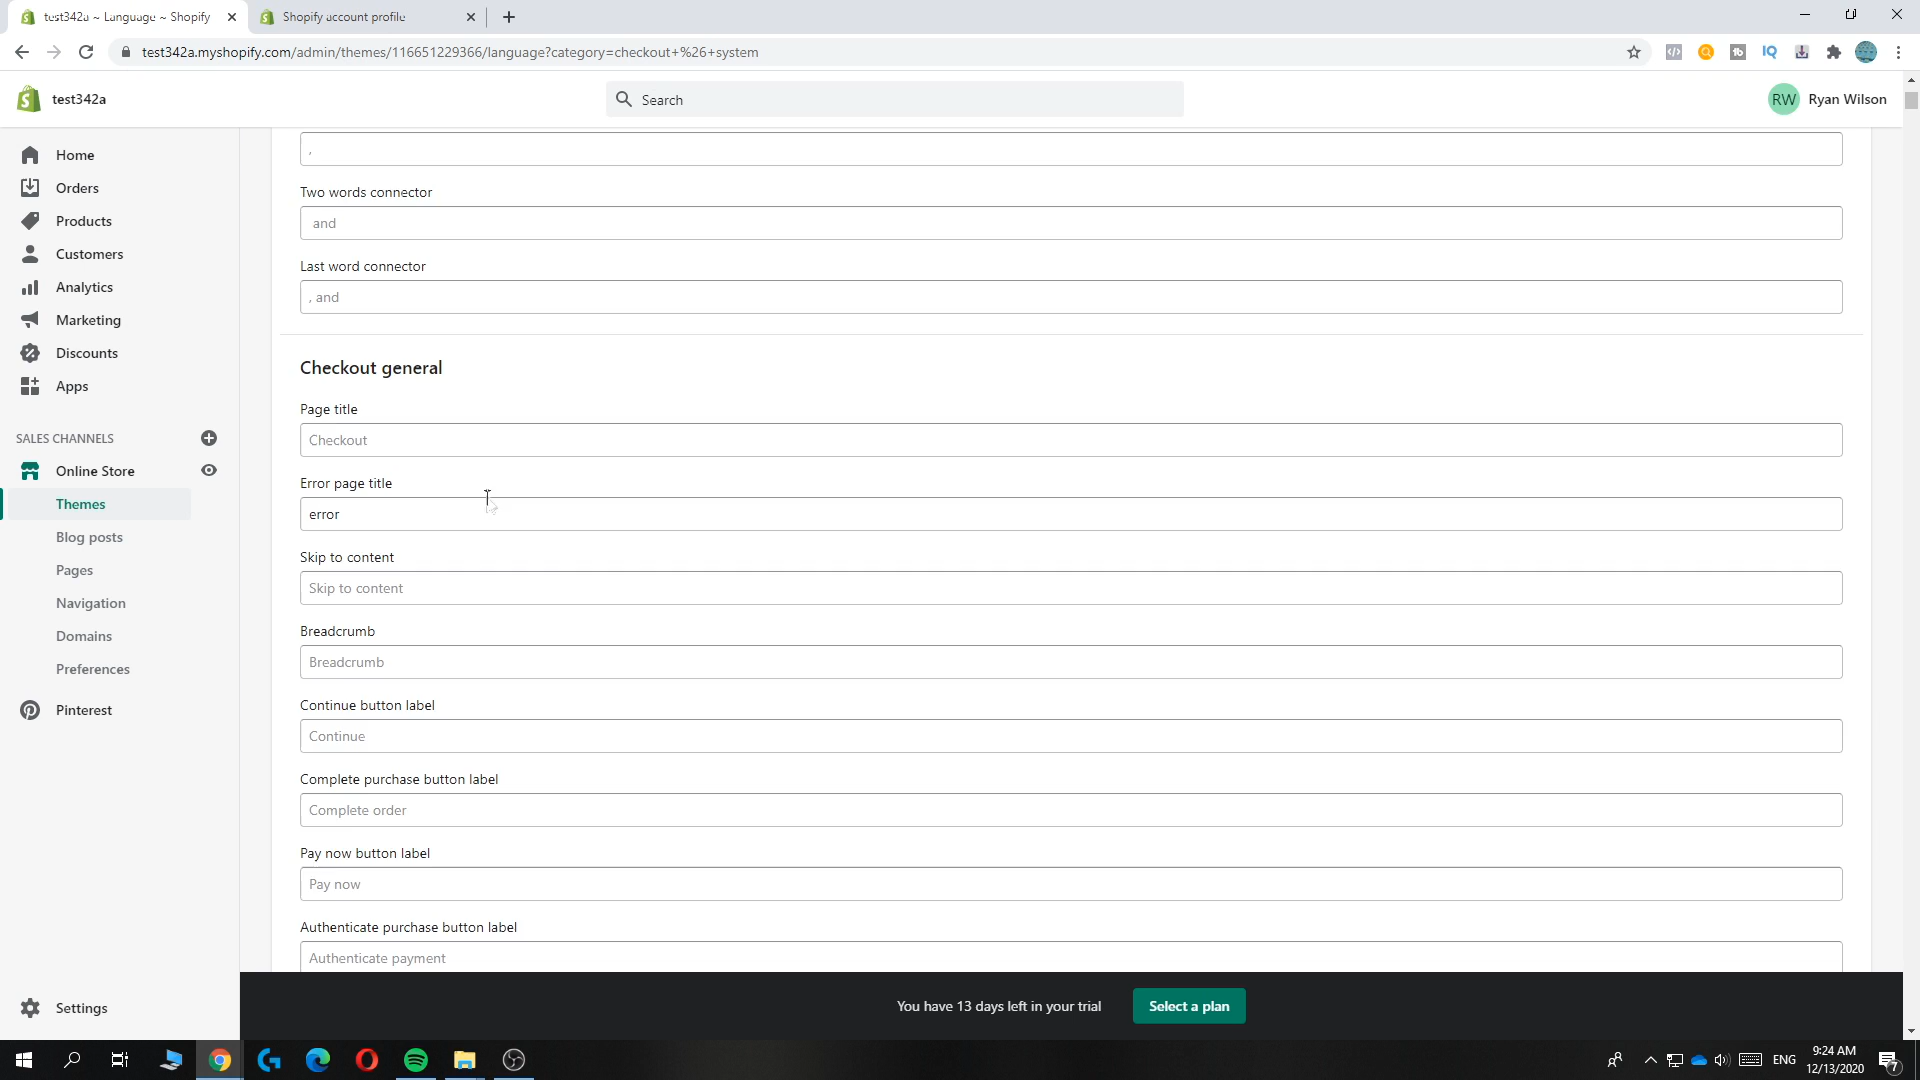 test342a ~ Language ~ Shopify
Shopify account profile
test342a.myshopify.com/admin/themes/116651229366/language?category=checkout+%26+system
test342a
Search
RW
Ryan Wilson
Home
Orders
Products
Customers
Analytics
Marketing
Discounts
Apps
SALES CHANNELS
Online Store
Themes
Blog posts
Pages
Navigation
Domains
Preferences
Pinterest
Settings
,
Two words connector
and
Last word connector
, and
Checkout general
Page title
Checkout
Error page title
error
Skip to content
Skip to content
Breadcrumb
Breadcrumb
Continue button label
Continue
Complete purchase button label
Complete order
Pay now button label
Pay now
Authenticate purchase button label
Authenticate payment
You have 13 days left in your trial
Select a plan
ENG
9:24 AM
12/13/2020
7
IQ